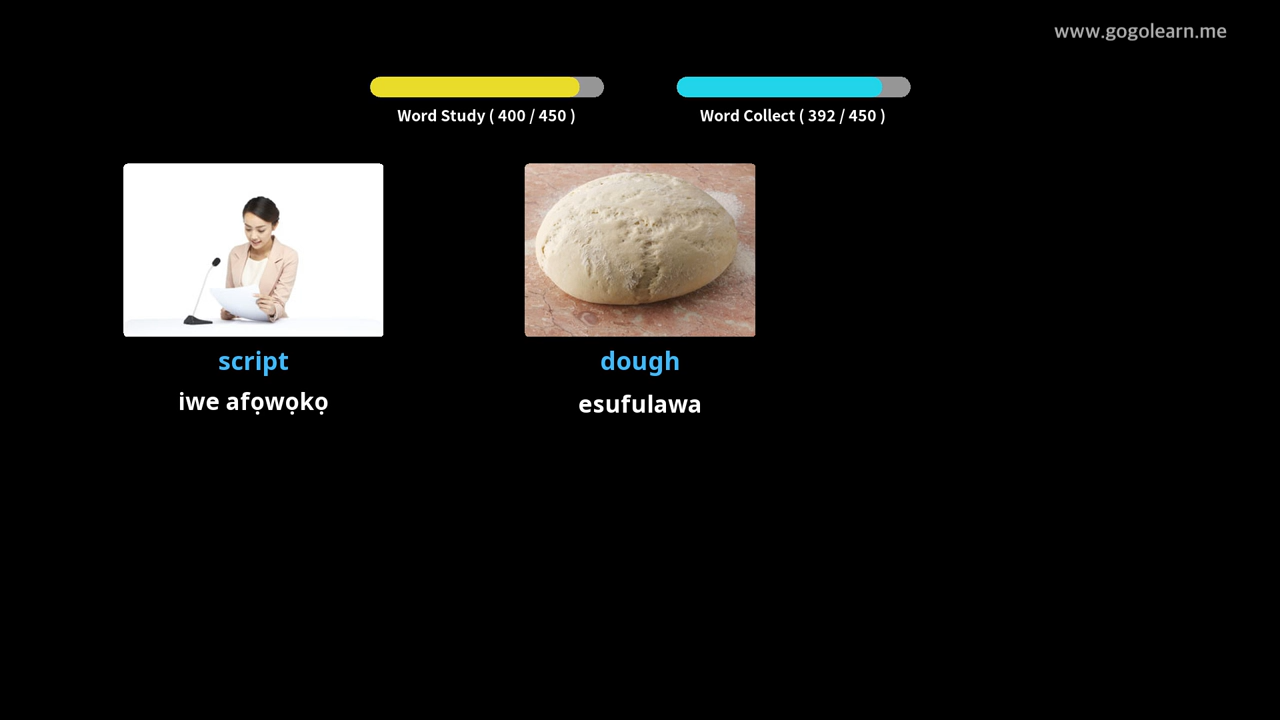 www.gogolearn.me
Word Study ( 400 / 450 )
Word Collect ( 392 / 450 )
script
iwe afọwọkọ
dough
esufulawa